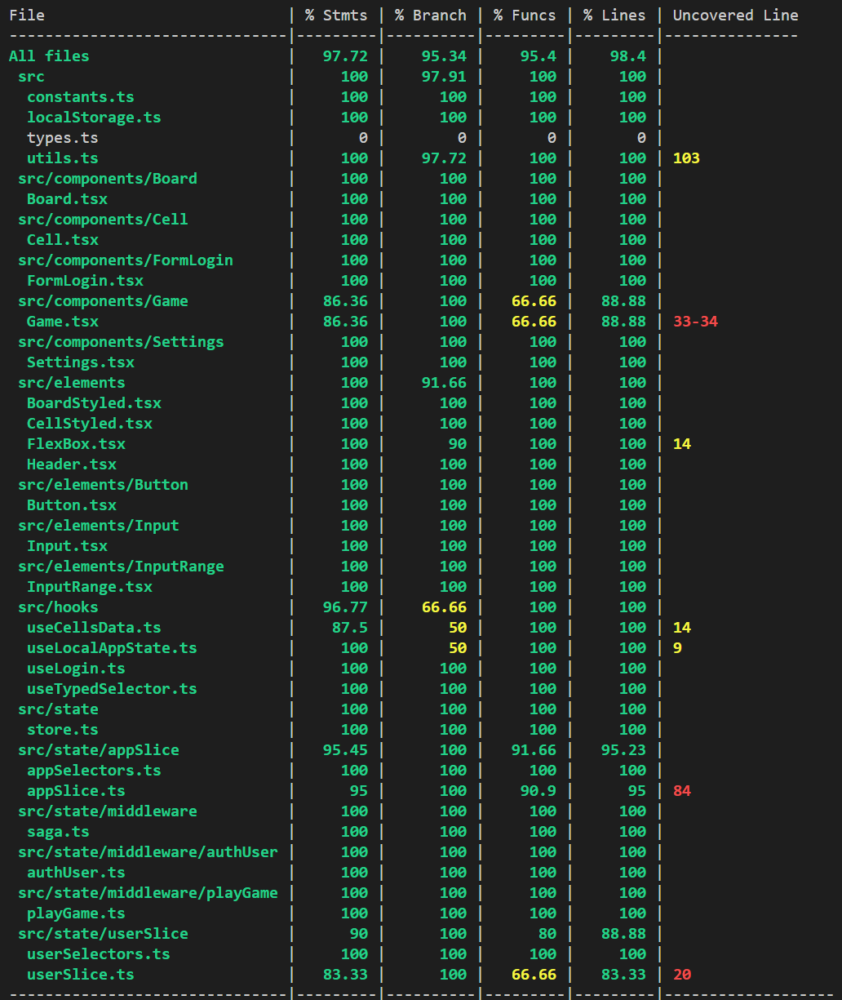 File | % Stmts | % Branch | % Funcs | % Lines | Uncovered Line
-------------------------------|---------|----------|---------|---------|---------------
All files | 97.72 | 95.34 | 95.4 | 98.4 |
src | 100 | 97.91 | 100 | 100 |
constants.ts | 100 | 100 | 100 | 100 |
localStorage.ts | 100 | 100 | 100 | 100 |
types.ts | 0 | 0 | 0 | 0 |
utils.ts | 100 | 97.72 | 100 | 100 | 103
src/components/Board | 100 | 100 | 100 | 100 |
Board.tsx | 100 | 100 | 100 | 100 |
src/components/Cell | 100 | 100 | 100 | 100 |
Cell.tsx | 100 | 100 | 100 | 100 |
src/components/FormLogin | 100 | 100 | 100 | 100 |
FormLogin.tsx | 100 | 100 | 100 | 100 |
src/components/Game | 86.36 | 100 | 66.66 | 88.88 |
Game.tsx | 86.36 | 100 | 66.66 | 88.88 | 33-34
src/components/Settings | 100 | 100 | 100 | 100 |
Settings.tsx | 100 | 100 | 100 | 100 |
src/elements | 100 | 91.66 | 100 | 100 |
BoardStyled.tsx | 100 | 100 | 100 | 100 |
CellStyled.tsx | 100 | 100 | 100 | 100 |
FlexBox.tsx | 100 | 90 | 100 | 100 | 14
Header.tsx | 100 | 100 | 100 | 100 |
src/elements/Button | 100 | 100 | 100 | 100 |
Button.tsx | 100 | 100 | 100 | 100 |
src/elements/Input | 100 | 100 | 100 | 100 |
Input.tsx | 100 | 100 | 100 | 100 |
src/elements/InputRange | 100 | 100 | 100 | 100 |
InputRange.tsx | 100 | 100 | 100 | 100 |
src/hooks | 96.77 | 66.66 | 100 | 100 |
useCellsData.ts | 87.5 | 50 | 100 | 100 | 14
useLocalAppState.ts | 100 | 50 | 100 | 100 | 9
useLogin.ts | 100 | 100 | 100 | 100 |
useTypedSelector.ts | 100 | 100 | 100 | 100 |
src/state | 100 | 100 | 100 | 100 |
store.ts | 100 | 100 | 100 | 100 |
src/state/appSlice | 95.45 | 100 | 91.66 | 95.23 |
appSelectors.ts | 100 | 100 | 100 | 100 |
appSlice.ts | 95 | 100 | 90.9 | 95 | 84
src/state/middleware | 100 | 100 | 100 | 100 |
saga.ts | 100 | 100 | 100 | 100 |
src/state/middleware/authUser | 100 | 100 | 100 | 100 |
authUser.ts | 100 | 100 | 100 | 100 |
src/state/middleware/playGame | 100 | 100 | 100 | 100 |
playGame.ts | 100 | 100 | 100 | 100 |
src/state/userSlice | 90 | 100 | 80 | 88.88 |
userSelectors.ts | 100 | 100 | 100 | 100 |
userSlice.ts | 83.33 | 100 | 66.66 | 83.33 | 20
-------------------------------|---------|----------|---------|---------|-------------------